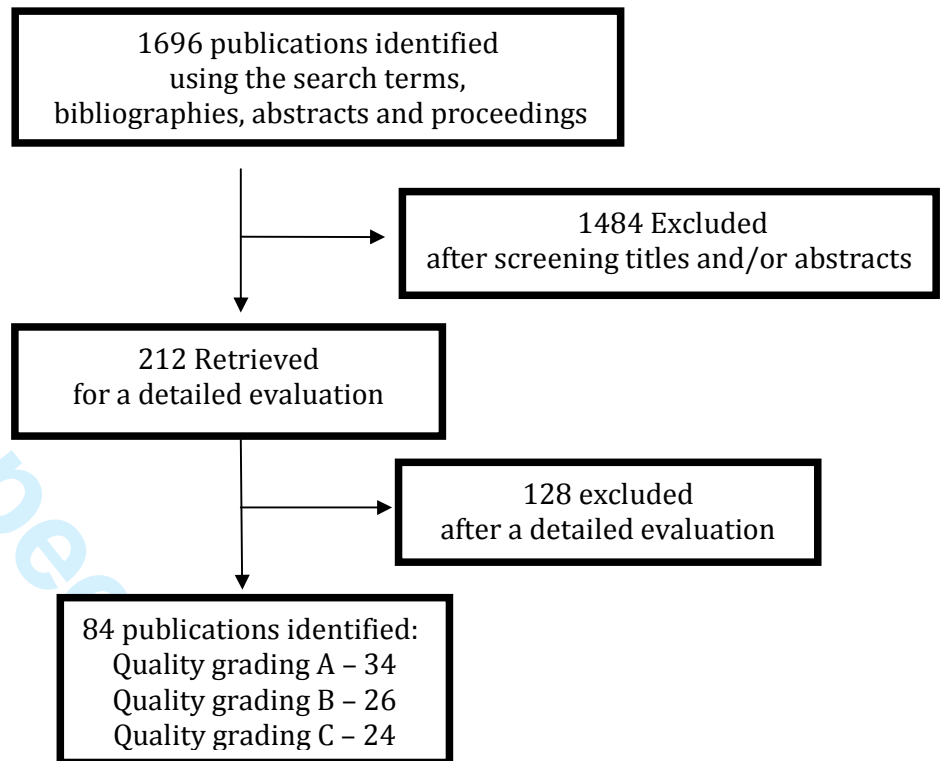 1696 publications identified
using the search terms,
bibliographies, abstracts and proceedings
1484 Excluded
after screening titles and/or abstracts
212 Retrieved
for a detailed evaluation
128 excluded
after a detailed evaluation
84 publications identified:
Quality grading A – 34
Quality grading B – 26
Quality grading C – 24